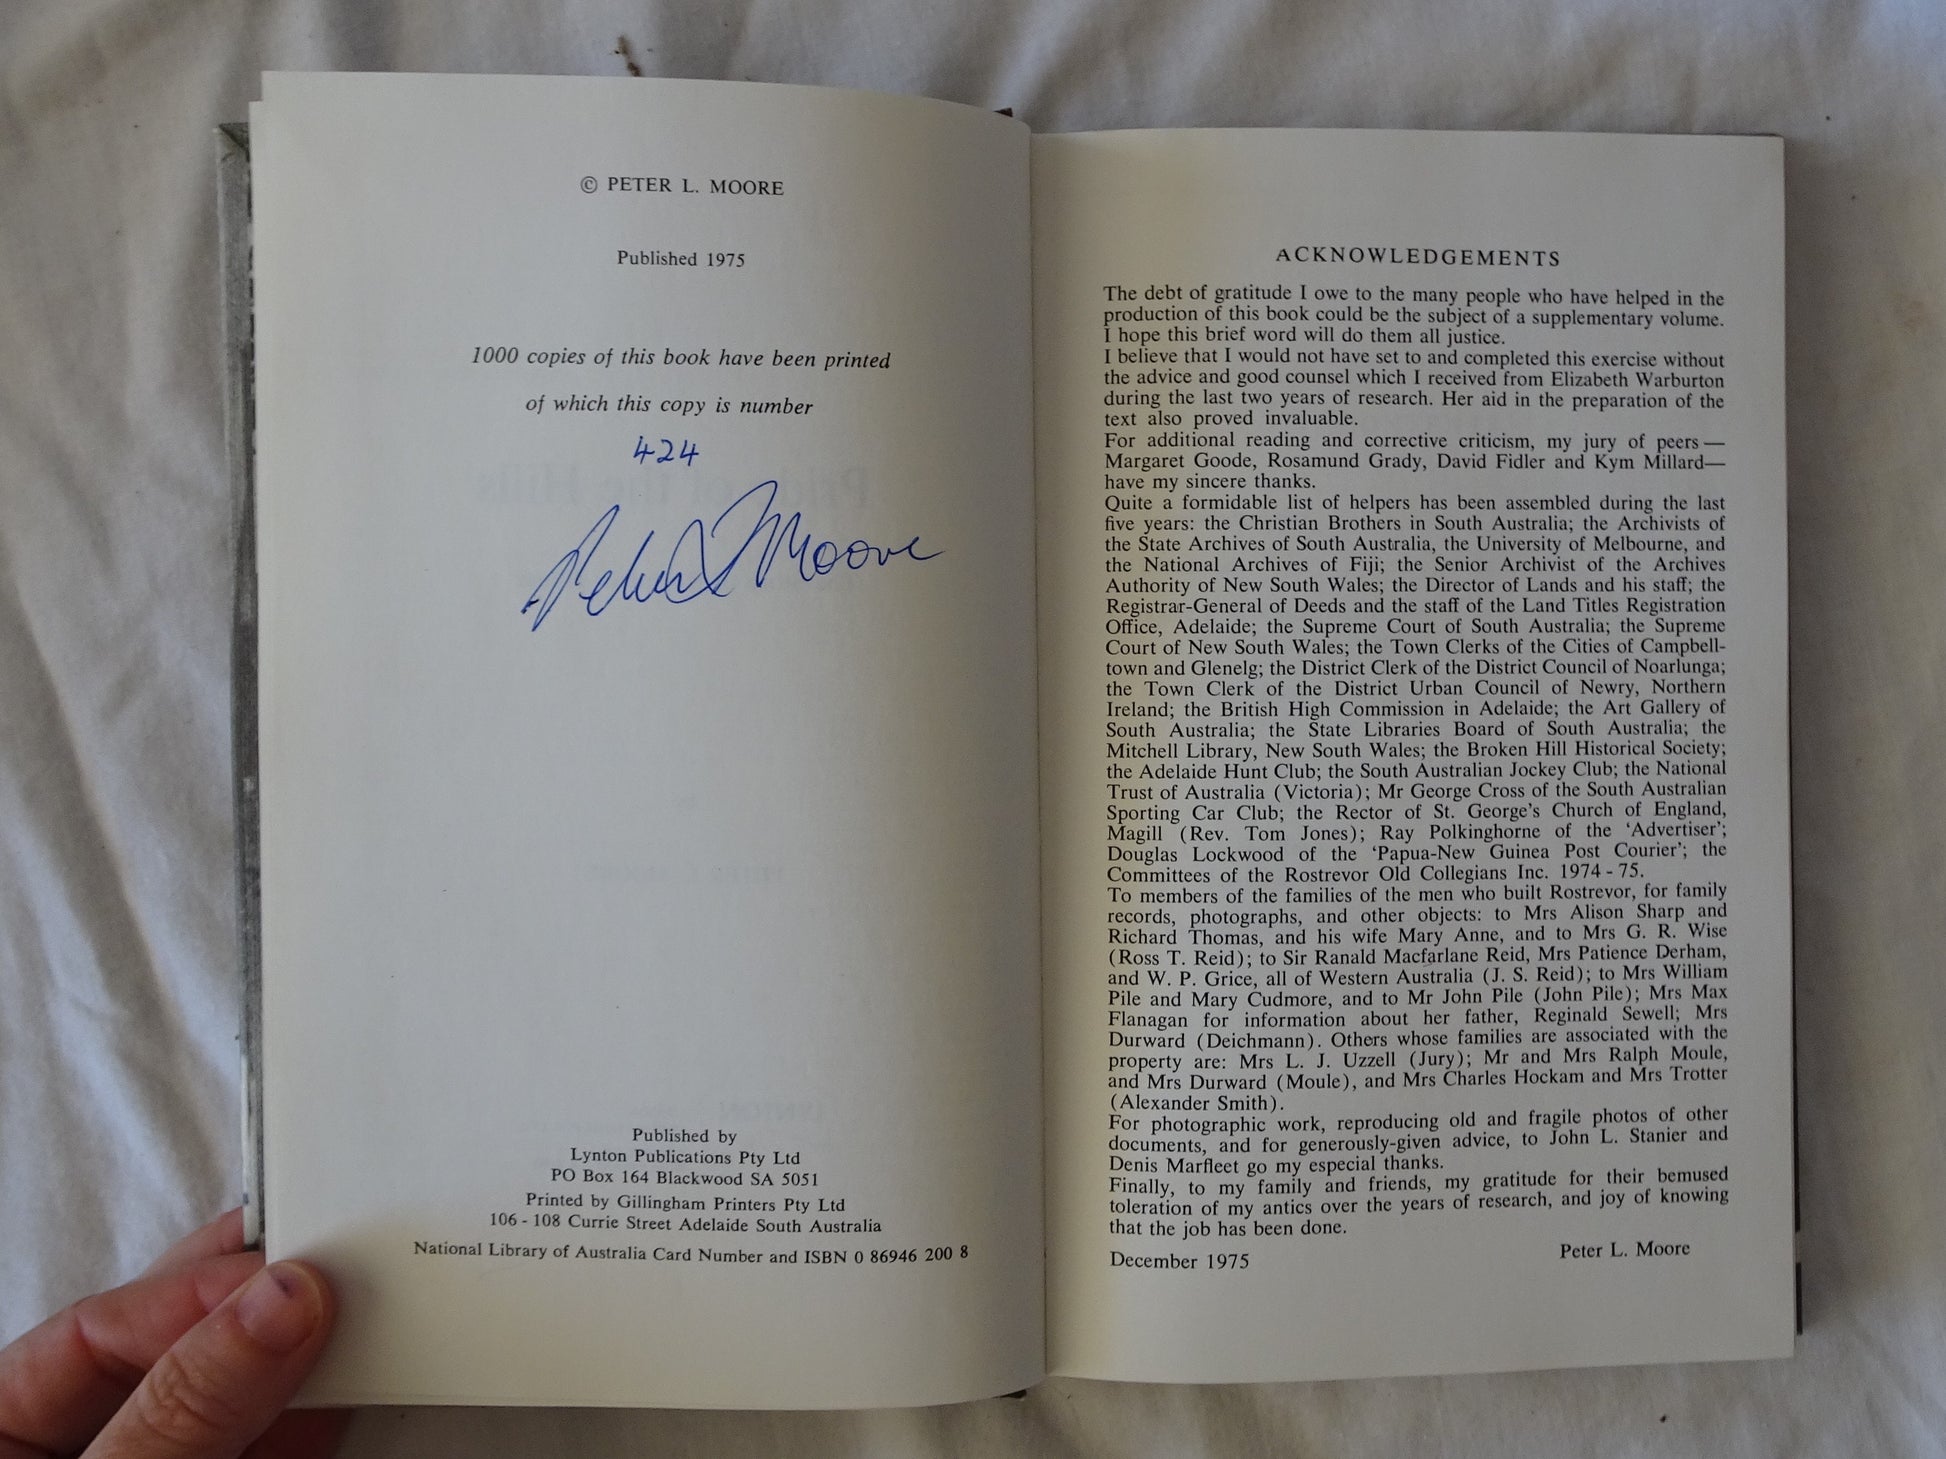 © PETER L. MOORE
Published 1975
1000 copies of this book have been printed
of which this copy is number
424
Peter L Moore
Published by
Lynton Publications Pty Ltd
PO Box 164 Blackwood SA 5051
Printed by Gillingham Printers Pty Ltd
106 - 108 Currie Street Adelaide South Australia
National Library of Australia Card Number and ISBN 0 86946 200 8
ACKNOWLEDGEMENTS
The debt of gratitude I owe to the many people who have helped in the
production of this book could be the subject of a supplementary volume.
I hope this brief word will do them all justice.
I believe that I would not have set to and completed this exercise without
the advice and good counsel which I received from Elizabeth Warburton
during the last two years of research. Her aid in the preparation of the
text also proved invaluable.
For additional reading and corrective criticism, my jury of peers —
Margaret Goode, Rosamund Grady, David Fidler and Kym Millard—
have my sincere thanks.
Quite a formidable list of helpers has been assembled during the last
five years: the Christian Brothers in South Australia; the Archivists of
the State Archives of South Australia, the University of Melbourne, and
the National Archives of Fiji; the Senior Archivist of the Archives
Authority of New South Wales; the Director of Lands and his staff; the
Registrar-General of Deeds and the staff of the Land Titles Registration
Office, Adelaide; the Supreme Court of South Australia; the Supreme
Court of New South Wales; the Town Clerks of the Cities of Campbell-
town and Glenelg; the District Clerk of the District Council of Noarlunga;
the Town Clerk of the District Urban Council of Newry, Northern
Ireland; the British High Commission in Adelaide; the Art Gallery of
South Australia; the State Libraries Board of South Australia; the
Mitchell Library, New South Wales; the Broken Hill Historical Society;
the Adelaide Hunt Club; the South Australian Jockey Club; the National
Trust of Australia (Victoria); Mr George Cross of the South Australian
Sporting Car Club; the Rector of St. George's Church of England,
Magill (Rev. Tom Jones); Ray Polkinghorne of the 'Advertiser';
Douglas Lockwood of the 'Papua-New Guinea Post Courier'; the
Committees of the Rostrevor Old Collegians Inc. 1974 - 75.
To members of the families of the men who built Rostrevor, for family
records, photographs, and other objects: to Mrs Alison Sharp and
Richard Thomas, and his wife Mary Anne, and to Mrs G. R. Wise
(Ross T. Reid); to Sir Ranald Macfarlane Reid, Mrs Patience Derham,
and W. P. Grice, all of Western Australia (J. S. Reid); to Mrs William
Pile and Mary Cudmore, and to Mr John Pile (John Pile); Mrs Max
Flanagan for information about her father, Reginald Sewell; Mrs
Durward (Deichmann). Others whose families are associated with the
property are: Mrs L. J. Uzzell (Jury); Mr and Mrs Ralph Moule,
and Mrs Durward (Moule), and Mrs Charles Hockam and Mrs Trotter
(Alexander Smith).
For photographic work, reproducing old and fragile photos of other
documents, and for generously-given advice, to John L. Stanier and
Denis Marfleet go my especial thanks.
Finally, to my family and friends, my gratitude for their bemused
toleration of my antics over the years of research, and joy of knowing
that the job has been done.
December 1975
Peter L. Moore